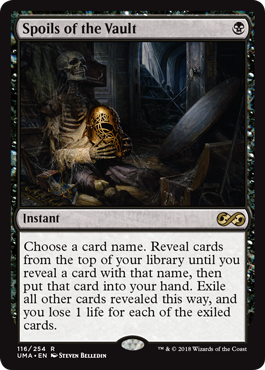 Spoils of the Vault
Instant
Choose a card name. Reveal cards
from the top of your library until you
reveal a card with that name, then
put that card into your hand. Exile
all other cards revealed this way, and
you lose 1 life for each of the exiled
cards.
116/254 R
UMA • EN Steven Belledin
™ & © 2018 Wizards of the Coast